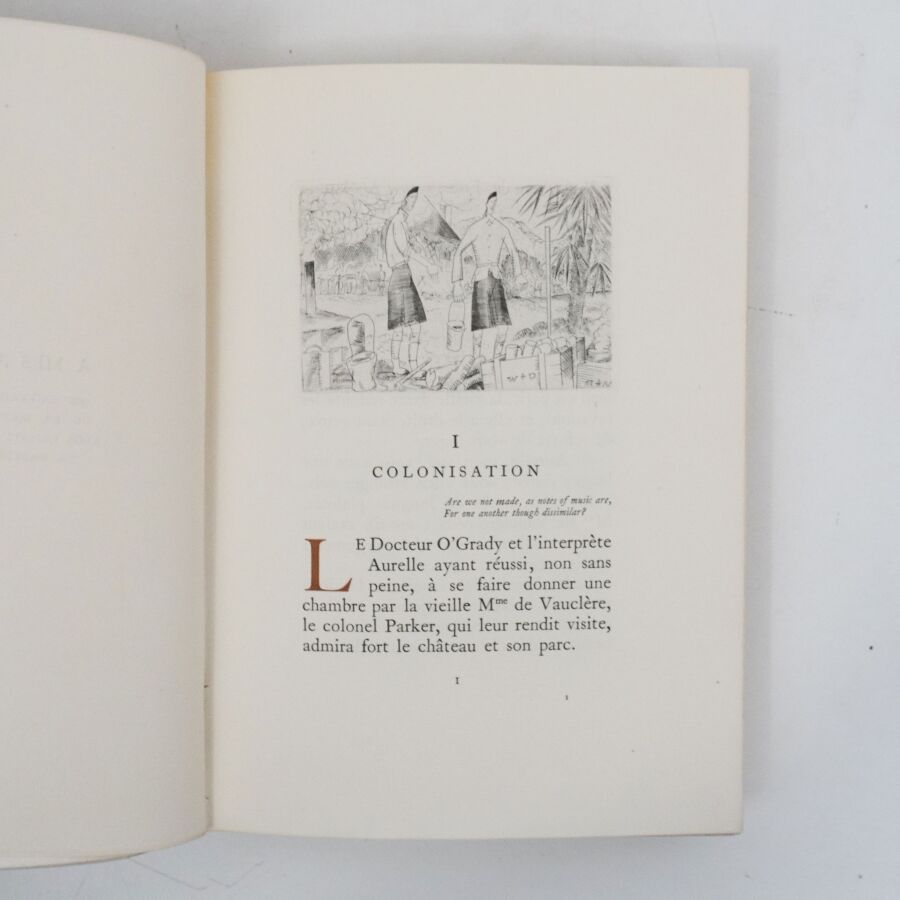 W+D
I
COLONISATION
Are we not made, as notes of music are,
For one another though dissimilar?
LE Docteur O'Grady et l'interprète
Aurelle ayant réussi, non sans
peine, à se faire donner une
chambre par la vieille Mme de Vauclère,
le colonel Parker, qui leur rendit visite,
admira fort le château et son parc.
1
1